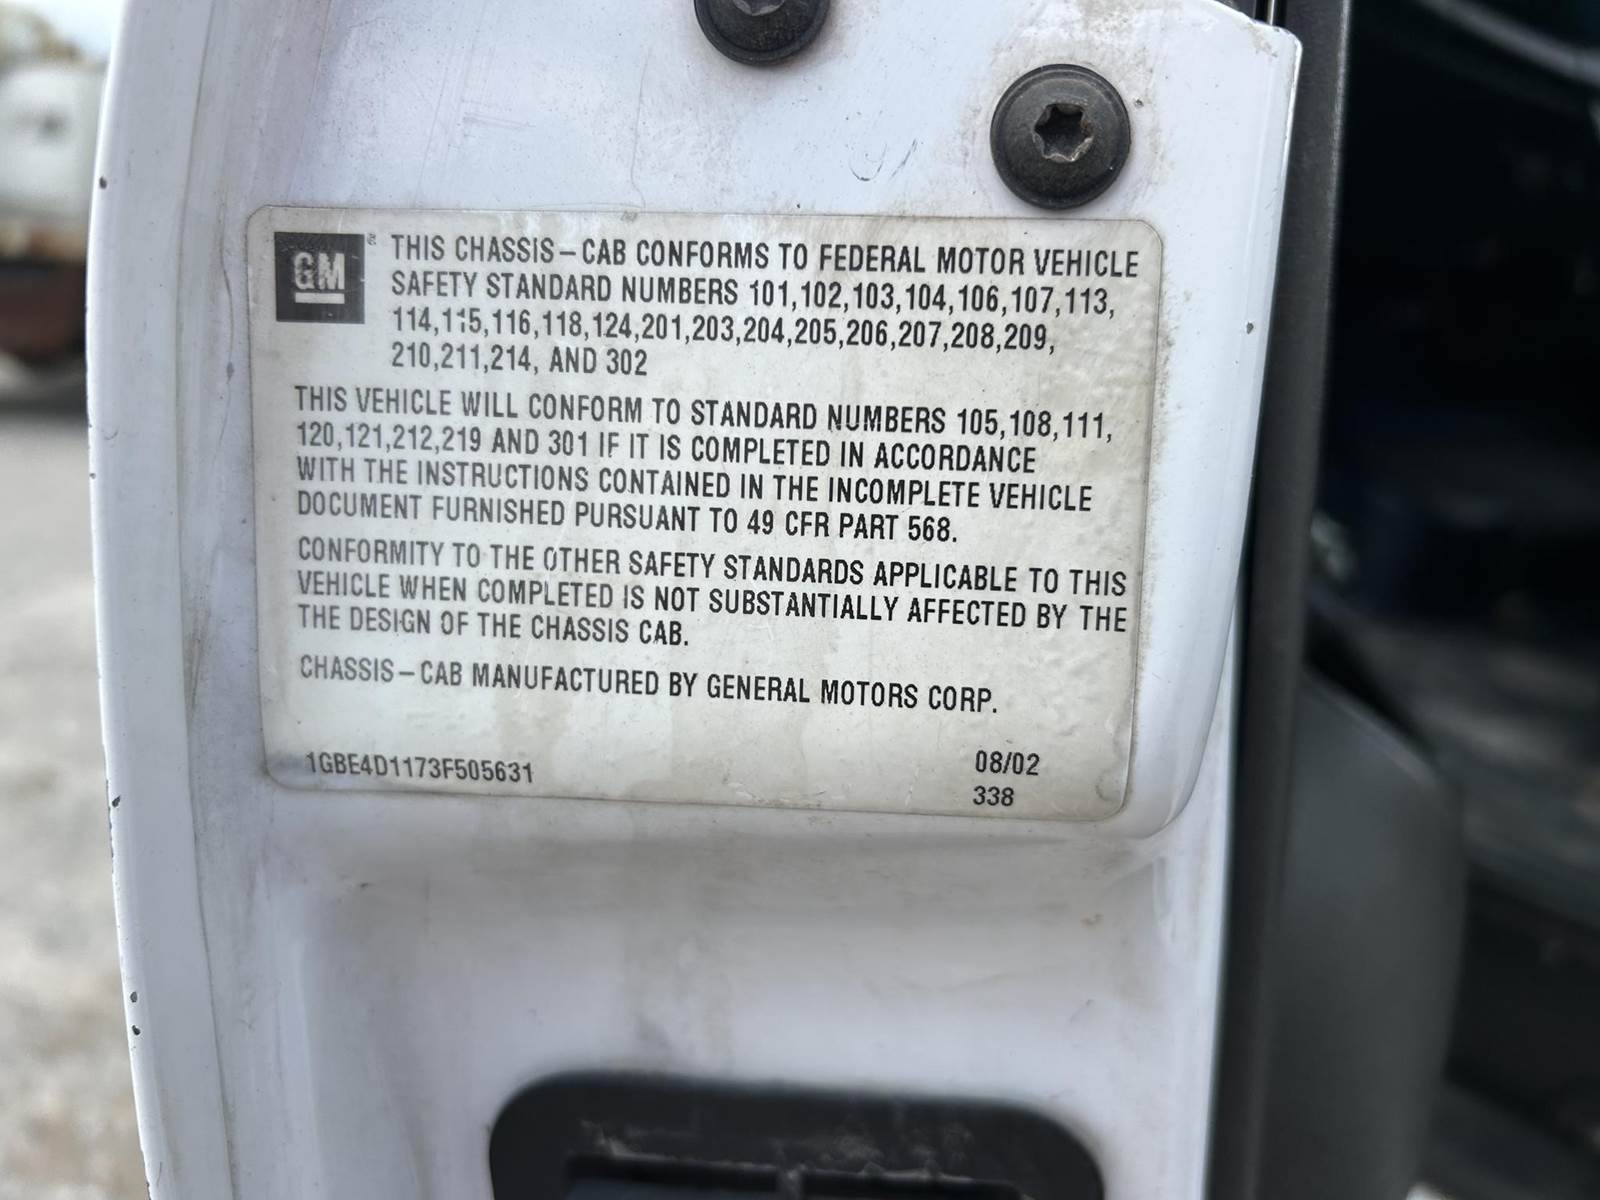 GM ® THIS CHASSIS-CAB CONFORMS TO FEDERAL MOTOR VEHICLE
SAFETY STANDARD NUMBERS 101,102,103,104,106,107,113,
114,115,116,118,124,201,203,204,205,206,207,208,209,
210,211,214, AND 302
THIS VEHICLE WILL CONFORM TO STANDARD NUMBERS 105,108,111,
120,121,212,219 AND 301 IF IT IS COMPLETED IN ACCORDANCE
WITH THE INSTRUCTIONS CONTAINED IN THE INCOMPLETE VEHICLE
DOCUMENT FURNISHED PURSUANT TO 49 CFR PART 568.
CONFORMITY TO THE OTHER SAFETY STANDARDS APPLICABLE TO THIS
VEHICLE WHEN COMPLETED IS NOT SUBSTANTIALLY AFFECTED BY THE
THE DESIGN OF THE CHASSIS CAB.
CHASSIS-CAB MANUFACTURED BY GENERAL MOTORS CORP.
1GBE4D1173F505631 08/02
338